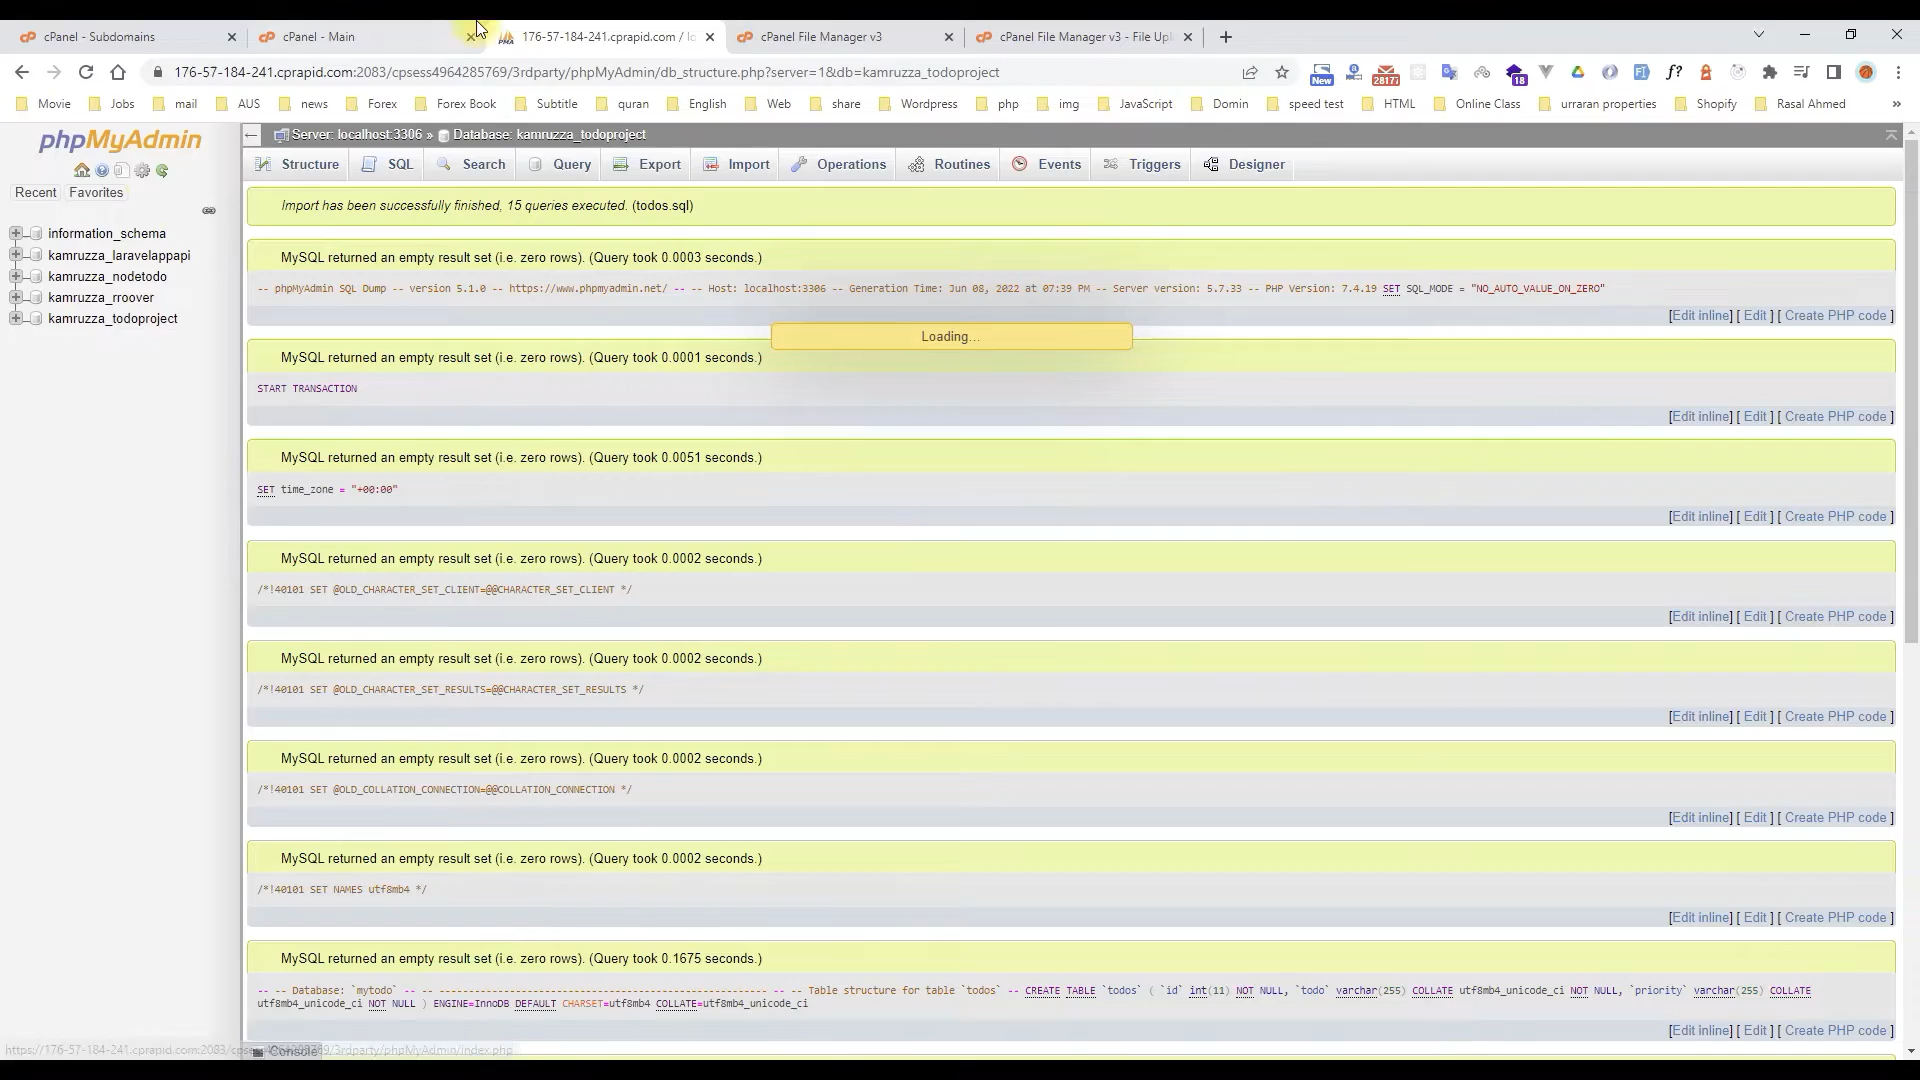 cPanel - Subdomains
cPanel - Main
176-57-184-241.cprapid.com / lo
cPanel File Manager v3
cPanel File Manager v3 - File Upl
176-57-184-241.cprapid.com:2083/cpsess4964285769/3rdparty/phpMyAdmin/db_structure.php?server=1&db=kamruzza_todoproject
New
28177
18
Movie
Jobs
mail
AUS
news
Forex
Forex Book
Subtitle
quran
English
Web
share
Wordpress
php
img
JavaScript
Domin
speed test
HTML
Online Class
urraran properties
Shopify
Rasal Ahmed
phpMyAdmin
Recent
Favorites
information_schema
kamruzza_laravelappapi
kamruzza_nodetodo
kamruzza_rroover
kamruzza_todoproject
Server: localhost:3306 » Database: kamruzza_todoproject
Structure
SQL
Search
Query
Export
Import
Operations
Routines
Events
Triggers
Designer
Import has been successfully finished, 15 queries executed. (todos.sql)
MySQL returned an empty result set (i.e. zero rows). (Query took 0.0003 seconds.)
-- phpMyAdmin SQL Dump -- version 5.1.0 -- https://www.phpmyadmin.net/ -- -- Host: localhost:3306 -- Generation Time: Jun 08, 2022 at 07:39 PM -- Server version: 5.7.33 -- PHP Version: 7.4.19 SET SQL_MODE = "NO_AUTO_VALUE_ON_ZERO"
[Edit inline] [ Edit ] [ Create PHP code ]
Loading...
MySQL returned an empty result set (i.e. zero rows). (Query took 0.0001 seconds.)
START TRANSACTION
[Edit inline] [ Edit ] [ Create PHP code ]
MySQL returned an empty result set (i.e. zero rows). (Query took 0.0051 seconds.)
SET time_zone = "+00:00"
[Edit inline] [ Edit ] [ Create PHP code ]
MySQL returned an empty result set (i.e. zero rows). (Query took 0.0002 seconds.)
/*!40101 SET @OLD_CHARACTER_SET_CLIENT=@@CHARACTER_SET_CLIENT */
[Edit inline] [ Edit ] [ Create PHP code ]
MySQL returned an empty result set (i.e. zero rows). (Query took 0.0002 seconds.)
/*!40101 SET @OLD_CHARACTER_SET_RESULTS=@@CHARACTER_SET_RESULTS */
[Edit inline] [ Edit ] [ Create PHP code ]
MySQL returned an empty result set (i.e. zero rows). (Query took 0.0002 seconds.)
/*!40101 SET @OLD_COLLATION_CONNECTION=@@COLLATION_CONNECTION */
[Edit inline] [ Edit ] [ Create PHP code ]
MySQL returned an empty result set (i.e. zero rows). (Query took 0.0002 seconds.)
/*!40101 SET NAMES utf8mb4 */
[Edit inline] [ Edit ] [ Create PHP code ]
MySQL returned an empty result set (i.e. zero rows). (Query took 0.1675 seconds.)
-- -- Database: `mytodo` -- -- -------------------------------------------------------- -- -- Table structure for table `todos` -- CREATE TABLE `todos` ( `id` int(11) NOT NULL, `todo` varchar(255) COLLATE utf8mb4_unicode_ci NOT NULL, `priority` varchar(255) COLLATE
utf8mb4_unicode_ci NOT NULL ) ENGINE=InnoDB DEFAULT CHARSET=utf8mb4 COLLATE=utf8mb4_unicode_ci
[Edit inline] [ Edit ] [ Create PHP code ]
Console